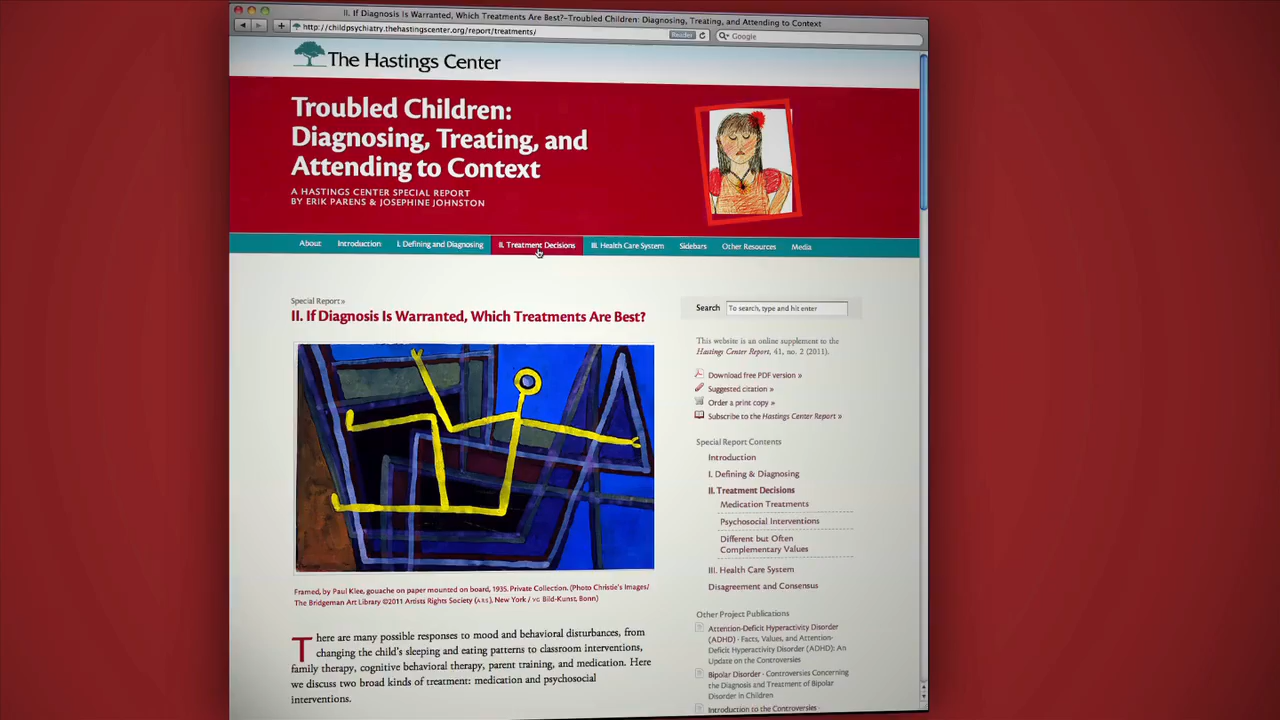 II. If Diagnosis Is Warranted, Which Treatments Are Best?–Troubled Children: Diagnosing, Treating, and Attending to Context
http://childpsychiatry.thehastingscenter.org/report/treatments/
Reader
Google
The Hastings Center
Troubled Children:
Diagnosing, Treating, and
Attending to Context
A HASTINGS CENTER SPECIAL REPORT
BY ERIK PARENS & JOSEPHINE JOHNSTON
About
Introduction
I. Defining and Diagnosing
II. Treatment Decisions
III. Health Care System
Sidebars
Other Resources
Media
Special Report »
II. If Diagnosis Is Warranted, Which Treatments Are Best?
Framed, by Paul Klee, gouache on paper mounted on board, 1935. Private Collection. (Photo Christie's Images/
The Bridgeman Art Library ©2011 Artists Rights Society (ARS), New York / VG Bild-Kunst, Bonn)
There are many possible responses to mood and behavioral disturbances, from
changing the child's sleeping and eating patterns to classroom interventions,
family therapy, cognitive behavioral therapy, parent training, and medication. Here
we discuss two broad kinds of treatment: medication and psychosocial
interventions.
Search
To search, type and hit enter
This website is an online supplement to the
Hastings Center Report, 41, no. 2 (2011).
Download free PDF version »
Suggested citation »
Order a print copy »
Subscribe to the Hastings Center Report »
Special Report Contents
Introduction
I. Defining & Diagnosing
II. Treatment Decisions
Medication Treatments
Psychosocial Interventions
Different but Often
Complementary Values
III. Health Care System
Disagreement and Consensus
Other Project Publications
Attention-Deficit Hyperactivity Disorder
(ADHD) - Facts, Values, and Attention-
Deficit Hyperactivity Disorder (ADHD): An
Update on the Controversies
Bipolar Disorder - Controversies Concerning
the Diagnosis and Treatment of Bipolar
Disorder in Children
Introduction to the Controversies -